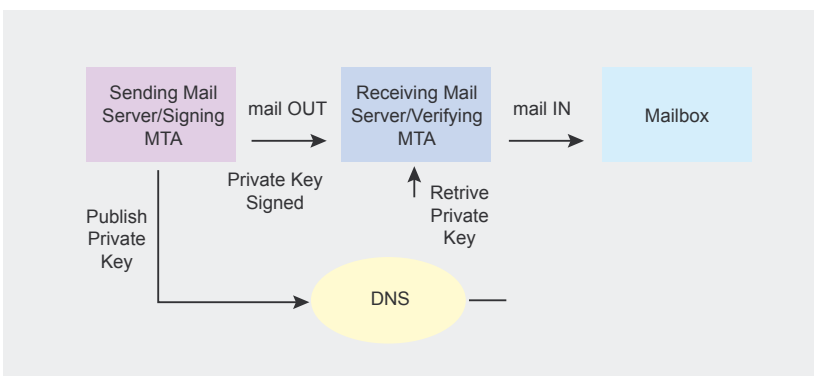 Sending Mail
Server/Signing
MTA
mail OUT
Private Key
Signed
Receiving Mail
Server/Verifying
MTA
mail IN
Mailbox
Publish
Private
Key
Retrive
Private
Key
DNS